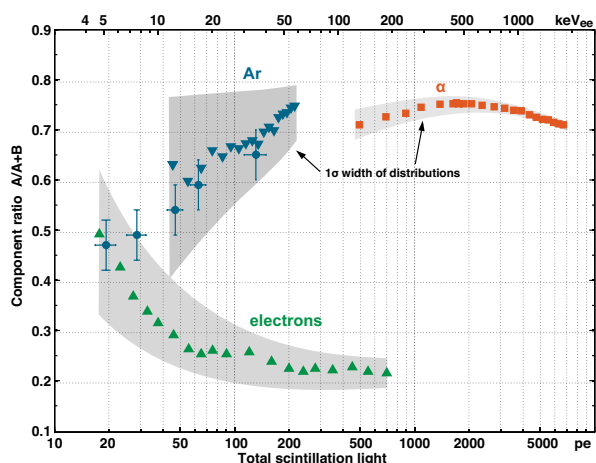 4 5 10 20 50 100 200 400 1000 keVee
0.9
0.8
0.7
0.6
0.5
0.4
0.3
0.2
0.1
Component ratio A/A+B
Ar
α
1σ width of distributions
electrons
10 20 50 100 200 500 1000 2000 5000 pe
Total scintillation light